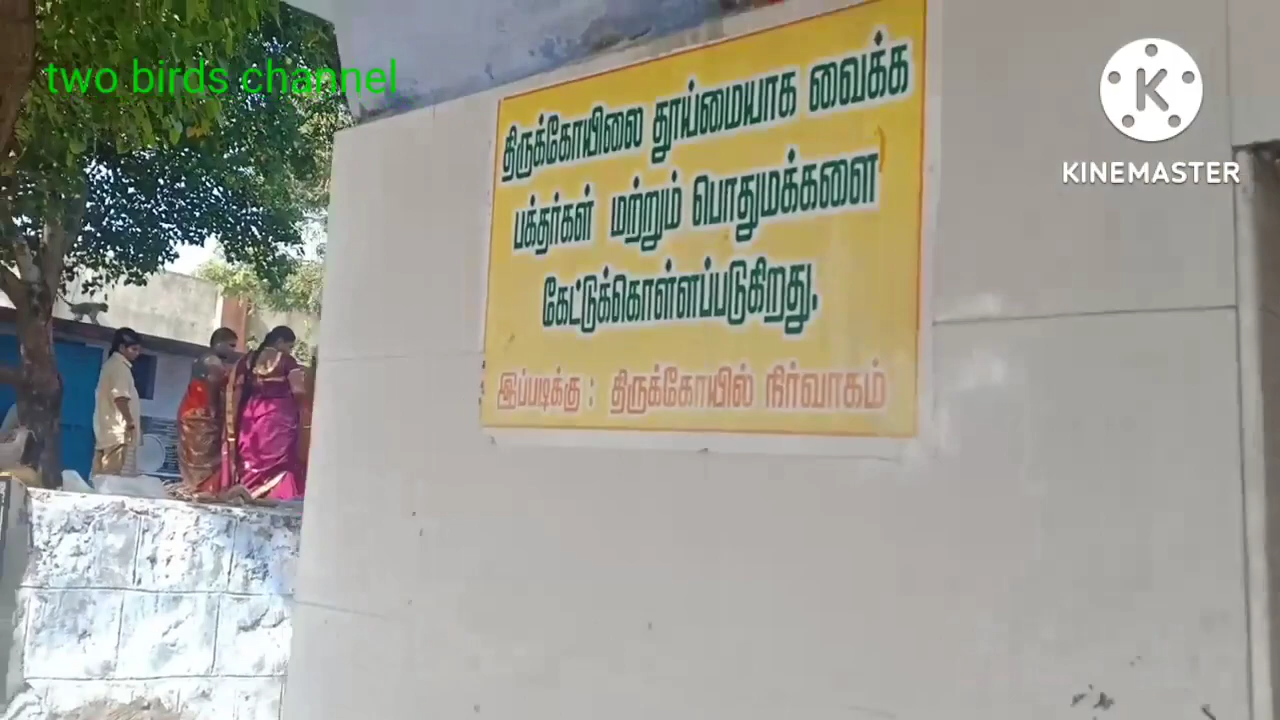 two birds channel
K
KINEMASTER
திருக்கோயிலை தூய்மையாக வைக்க
பக்தர்கள் மற்றும் பொதுமக்களை
கேட்டுக்கொள்ளப்படுகிறது.
இப்படிக்கு : திருக்கோயில் நிர்வாகம்